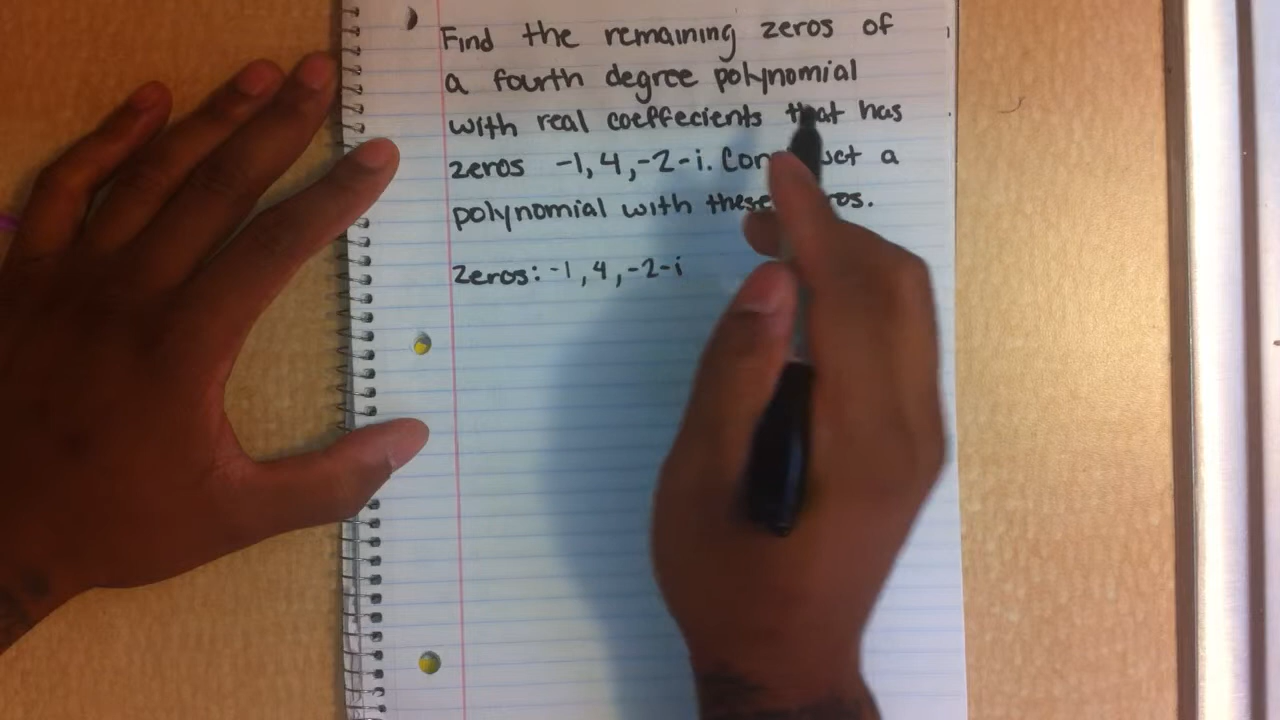 Find the remaining zeros of
a fourth degree polynomial
with real coeffecients that has
zeros -1, 4, -2-i. a
polynomial with these
Zeros: -1, 4, -2-i